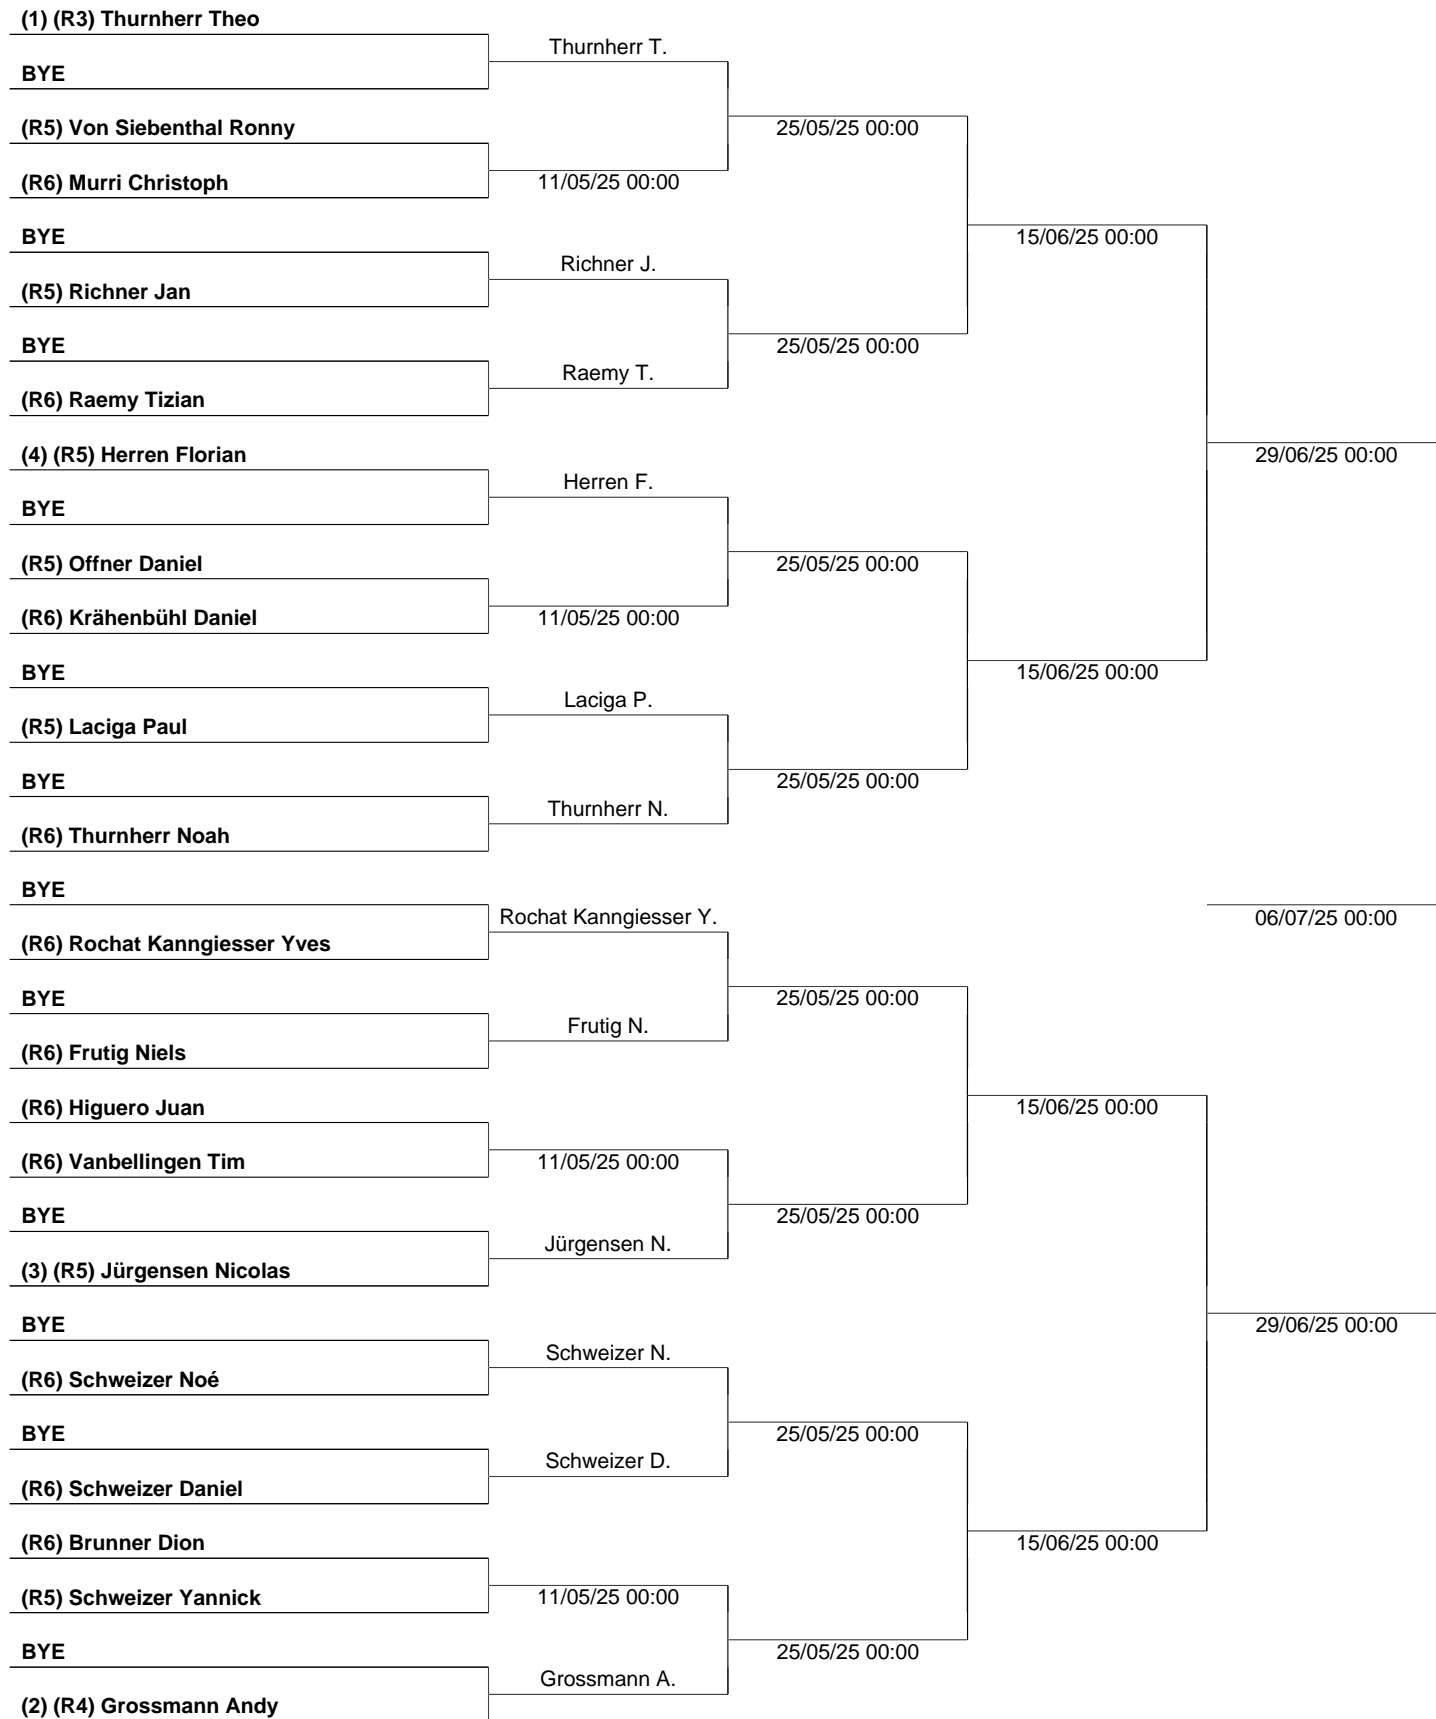 (1) (R3) Thurnherr Theo
Thurnherr T.
BYE
(R5) Von Siebenthal Ronny
25/05/25 00:00
(R6) Murri Christoph
11/05/25 00:00
BYE
15/06/25 00:00
Richner J.
(R5) Richner Jan
BYE
25/05/25 00:00
Raemy T.
(R6) Raemy Tizian
(4) (R5) Herren Florian
29/06/25 00:00
Herren F.
BYE
(R5) Offner Daniel
25/05/25 00:00
(R6) Krähenbühl Daniel
11/05/25 00:00
BYE
15/06/25 00:00
Laciga P.
(R5) Laciga Paul
BYE
25/05/25 00:00
Thurnherr N.
(R6) Thurnherr Noah
BYE
Rochat Kanngiesser Y.
06/07/25 00:00
(R6) Rochat Kanngiesser Yves
BYE
25/05/25 00:00
Frutig N.
(R6) Frutig Niels
(R6) Higuero Juan
15/06/25 00:00
(R6) Vanbellingen Tim
11/05/25 00:00
BYE
25/05/25 00:00
Jürgensen N.
(3) (R5) Jürgensen Nicolas
BYE
29/06/25 00:00
Schweizer N.
(R6) Schweizer Noé
BYE
25/05/25 00:00
Schweizer D.
(R6) Schweizer Daniel
(R6) Brunner Dion
15/06/25 00:00
(R5) Schweizer Yannick
11/05/25 00:00
BYE
25/05/25 00:00
Grossmann A.
(2) (R4) Grossmann Andy